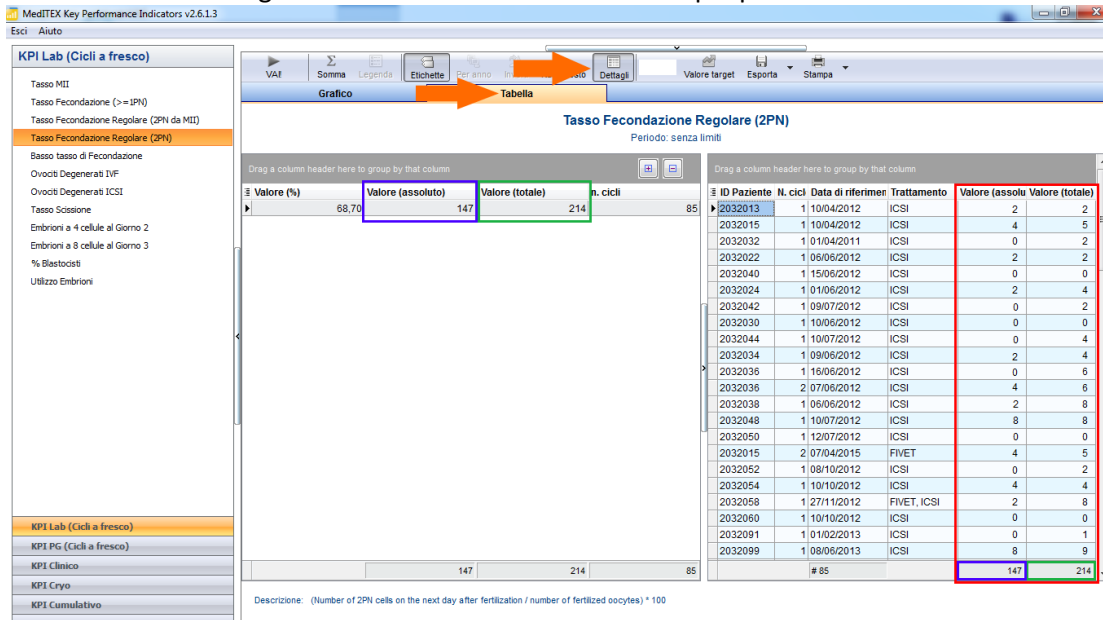 MedITEX Key Performance Indicators v2.6.1.3
Esci Aiuto
KPI Lab (Cicli a fresco)
Tasso MII
Tasso Fecondazione (>=1PN)
Tasso Fecondazione Regolare (2PN da MII)
Tasso Fecondazione Regolare (2PN)
Basso tasso di Fecondazione
Ovociti Degenerati IVF
Ovociti Degenerati ICSI
Tasso Scissione
Embrioni a 4 cellule al Giorno 2
Embrioni a 8 cellule al Giorno 3
% Blastocisti
Utilizzo Embrioni
KPI Lab (Cicli a fresco)
KPI PG (Cicli a fresco)
KPI Clinico
KPI Cryo
KPI Cumulativo
VAI! Somma Legenda Etichette Per anno Dettagli Valore target Esporta Stampa
Grafico Tabella
Tasso Fecondazione Regolare (2PN)
Periodo: senza limiti
Drag a column header here to group by that column
Valore (%) Valore (assoluto) Valore (totale) n. cicli
68,70 147 214 85
147 214 85
Drag a column header here to group by that column
ID Paziente N. cicl Data di riferimen Trattamento Valore (assolu Valore (totale)
2032013 1 10/04/2012 ICSI 2 2
2032015 1 10/04/2012 ICSI 4 5
2032032 1 01/04/2011 ICSI 0 2
2032022 1 06/06/2012 ICSI 2 2
2032040 1 15/06/2012 ICSI 0 0
2032024 1 01/06/2012 ICSI 2 4
2032042 1 09/07/2012 ICSI 0 2
2032030 1 10/06/2012 ICSI 0 0
2032044 1 10/07/2012 ICSI 0 4
2032034 1 09/06/2012 ICSI 2 4
2032036 1 16/06/2012 ICSI 0 6
2032036 2 07/06/2012 ICSI 4 6
2032038 1 06/06/2012 ICSI 2 8
2032048 1 10/07/2012 ICSI 8 8
2032050 1 12/07/2012 ICSI 0 0
2032015 2 07/04/2015 FIVET 4 5
2032052 1 08/10/2012 ICSI 0 2
2032054 1 10/10/2012 ICSI 4 4
2032058 1 27/11/2012 FIVET, ICSI 2 8
2032060 1 10/10/2012 ICSI 0 0
2032091 1 01/02/2013 ICSI 0 1
2032099 1 08/06/2013 ICSI 8 9
# 85 147 214
Descrizione: (Number of 2PN cells on the next day after fertilization / number of fertilized oocytes) * 100